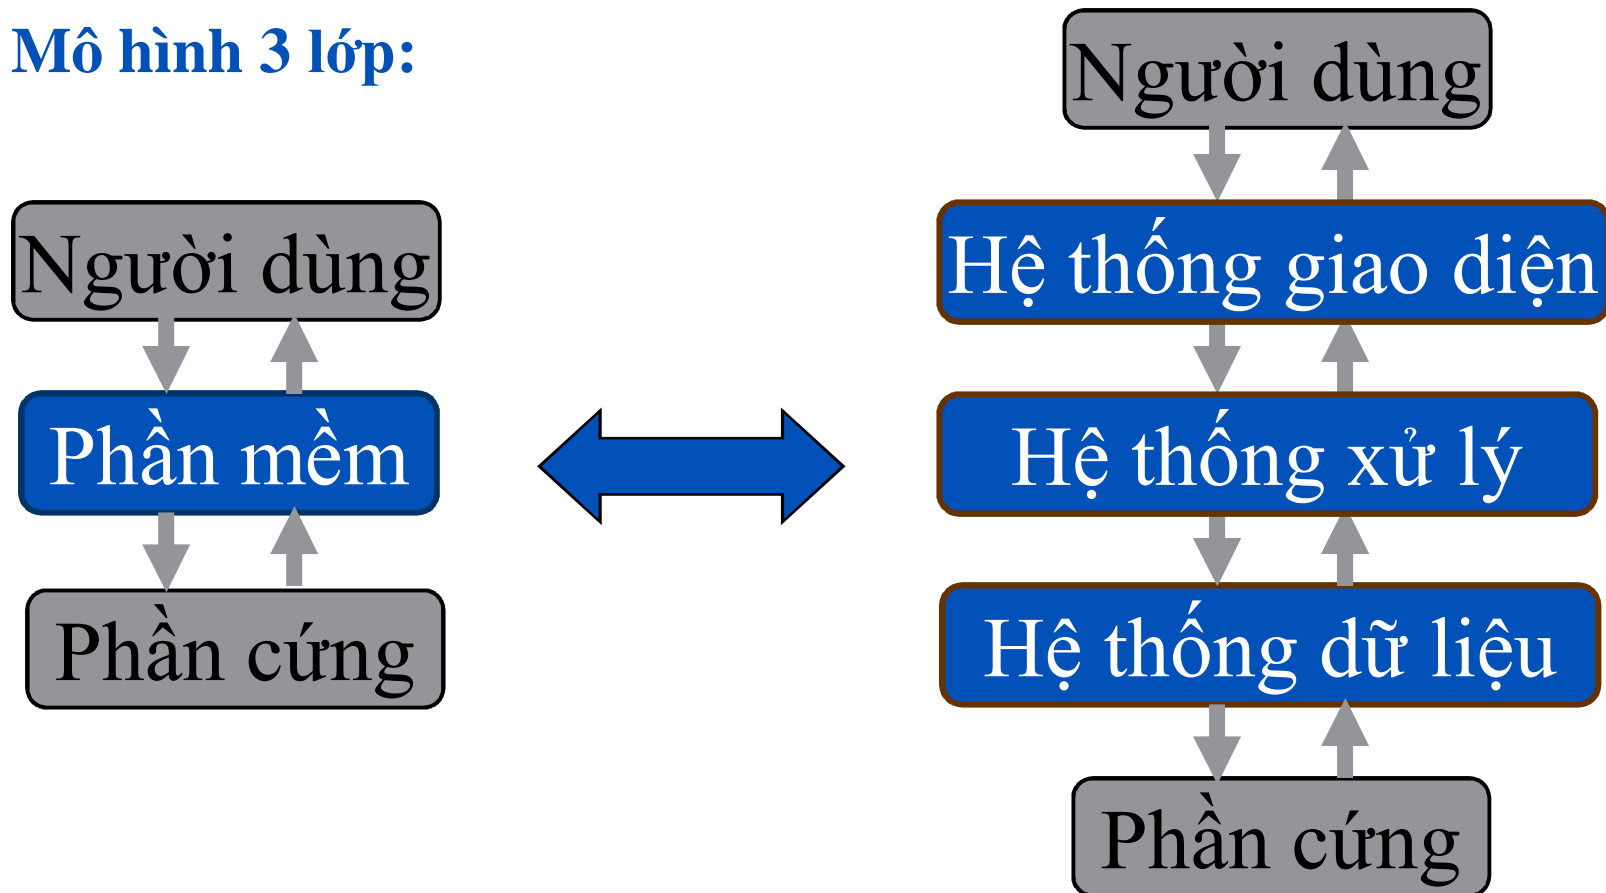 Mô hình 3 lớp:
Người dùng
Phần mềm
Phần cứng
Người dùng
Hệ thống giao diện
Hệ thống xử lý
Hệ thống dữ liệu
Phần cứng